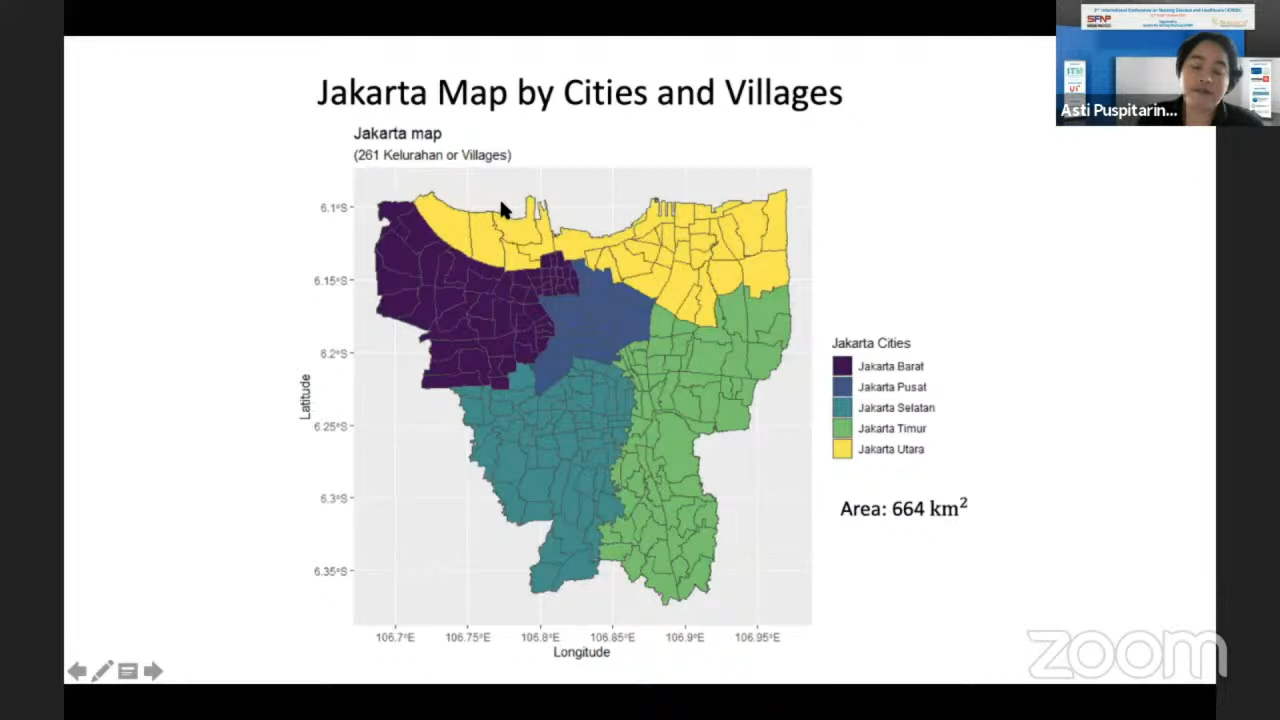 Jakarta Map by Cities and Villages
Jakarta map
(261 Kelurahan or Villages)
6.1°S
6.15°S
6.2°S
6.25°S
6.3°S
6.35°S
Latitude
106.7°E 106.75°E 106.8°E 106.85°E 106.9°E 106.95°E
Longitude
Jakarta Cities
Jakarta Barat
Jakarta Pusat
Jakarta Selatan
Jakarta Timur
Jakarta Utara
Area: 664 km²
SFNP
Asti Puspitarin...
zoom